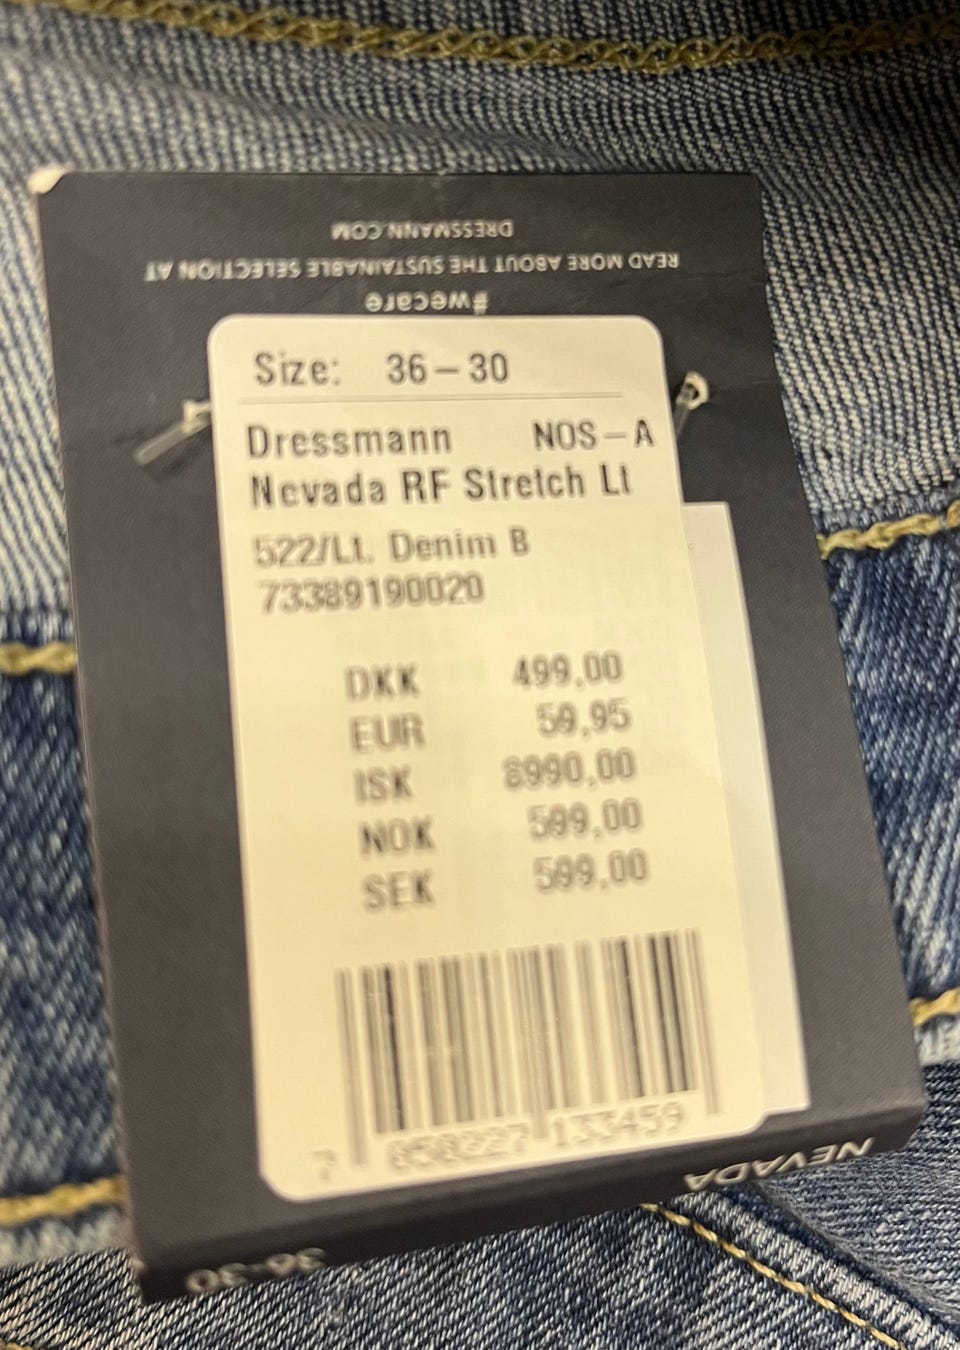 DRESSMANN.COM
READ MORE ABOUT THE SUSTAINABLE SELECTION AT
#wecare
Size: 36-30
Dressmann NOS-A
Nevada RF Stretch Lt
522/Lt. Denim B
73389190020
DKK 499,00
EUR 59,95
ISK 8990,00
NOK 599,00
SEK 599,00
7 058227 133459
NEVADA
36-30